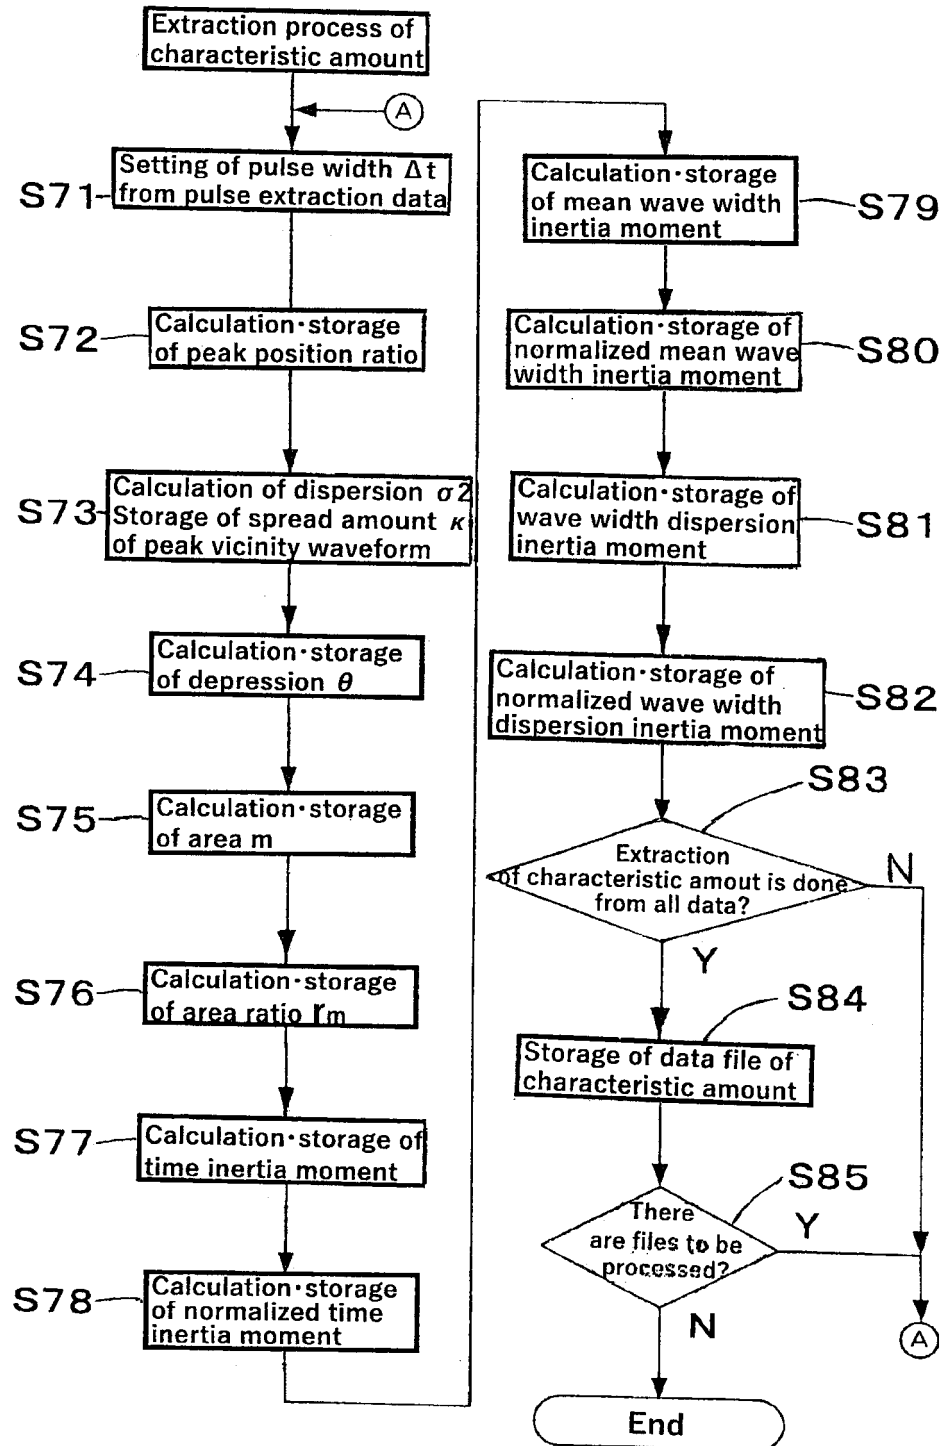 Extraction process of
characteristic amount
A
S71
Setting of pulse width Δt
from pulse extraction data
S72
Calculation·storage
of peak position ratio
S73
Calculation of dispersion σ2
Storage of spread amount κ
of peak vicinity waveform
S74
Calculation·storage
of depression θ
S75
Calculation·storage
of area m
S76
Calculation·storage
of area ratio rm
S77
Calculation·storage of
time inertia moment
S78
Calculation·storage
of normalized time
inertia moment
Calculation·storage
of mean wave width
inertia moment
S79
Calculation·storage of
normalized mean wave
width inertia moment
S80
Calculation·storage of
wave width dispersion
inertia moment
S81
Calculation·storage of
normalized wave width
dispersion inertia moment
S82
S83
Extraction
of characteristic amout is done
from all data?
N
Y
S84
Storage of data file of
characteristic amount
S85
There
are files to be
processed?
Y
N
A
End